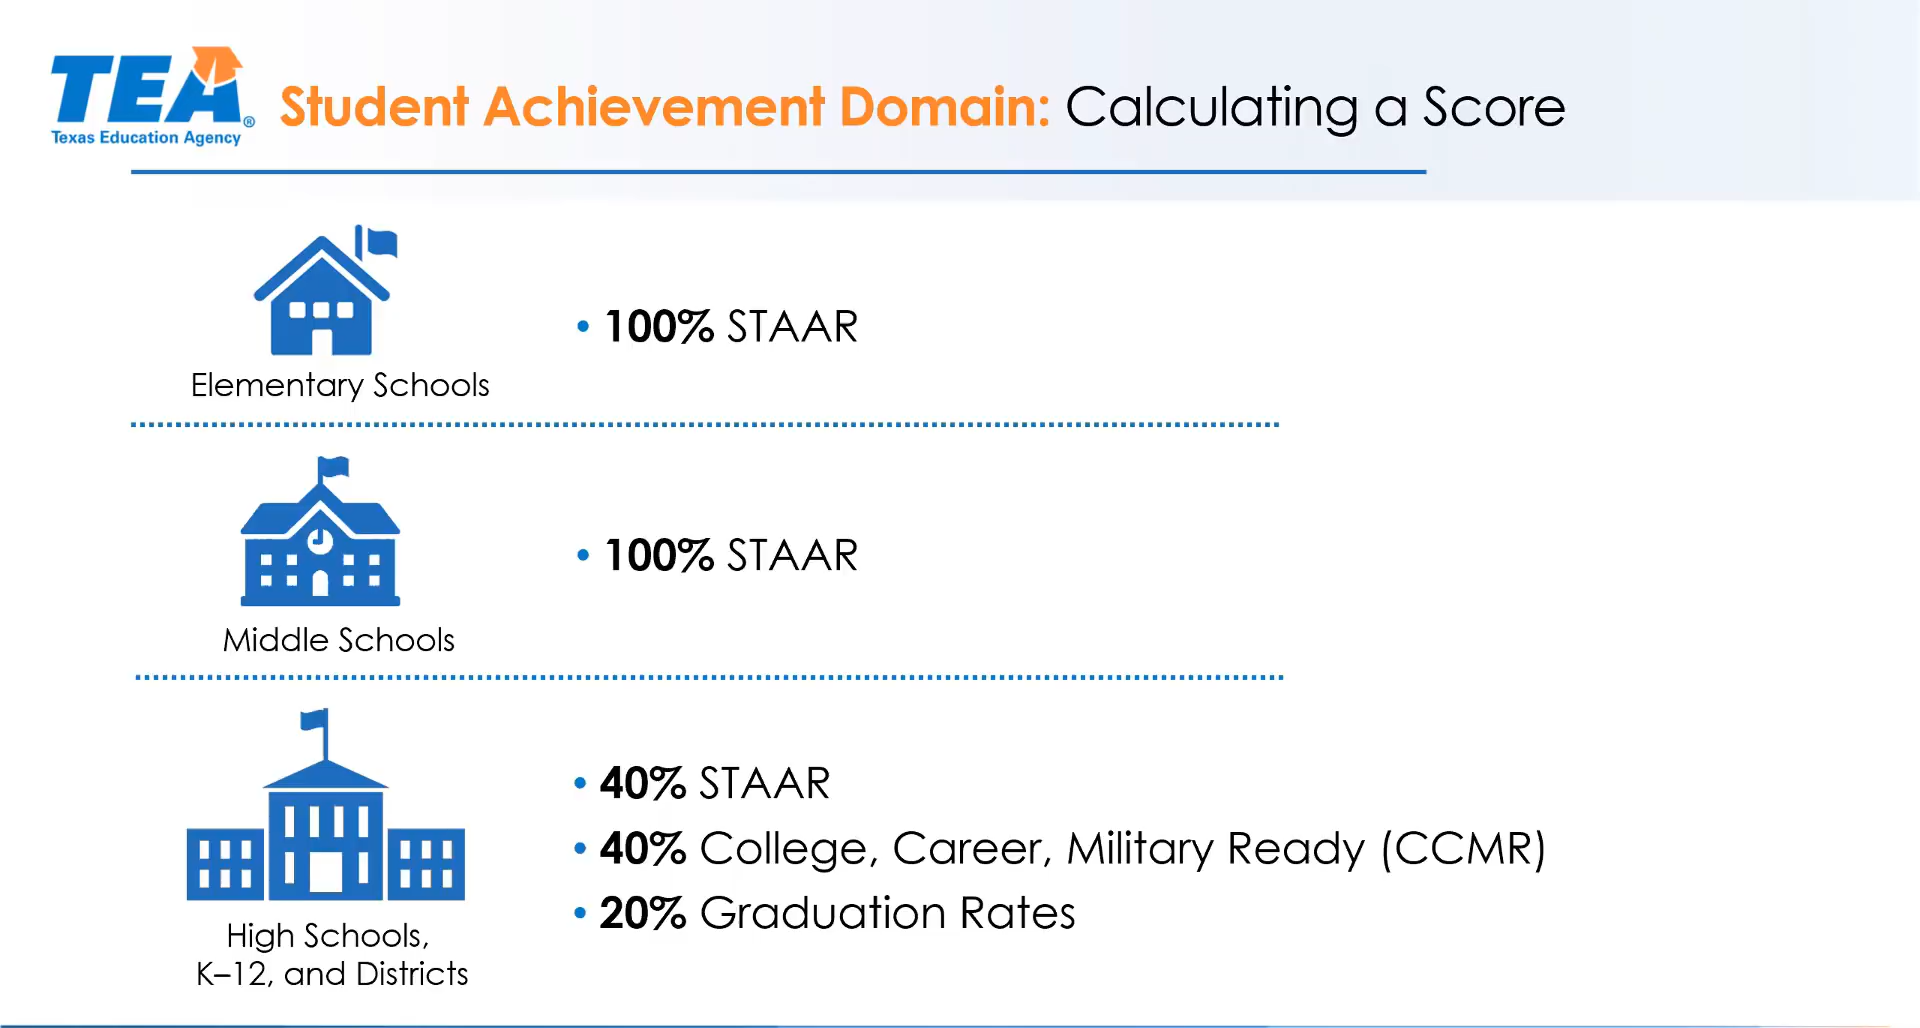 TEA®
Texas Education Agency
Student Achievement Domain: Calculating a Score
• 100% STAAR
Elementary Schools
• 100% STAAR
Middle Schools
• 40% STAAR
• 40% College, Career, Military Ready (CCMR)
• 20% Graduation Rates
High Schools,
K–12, and Districts